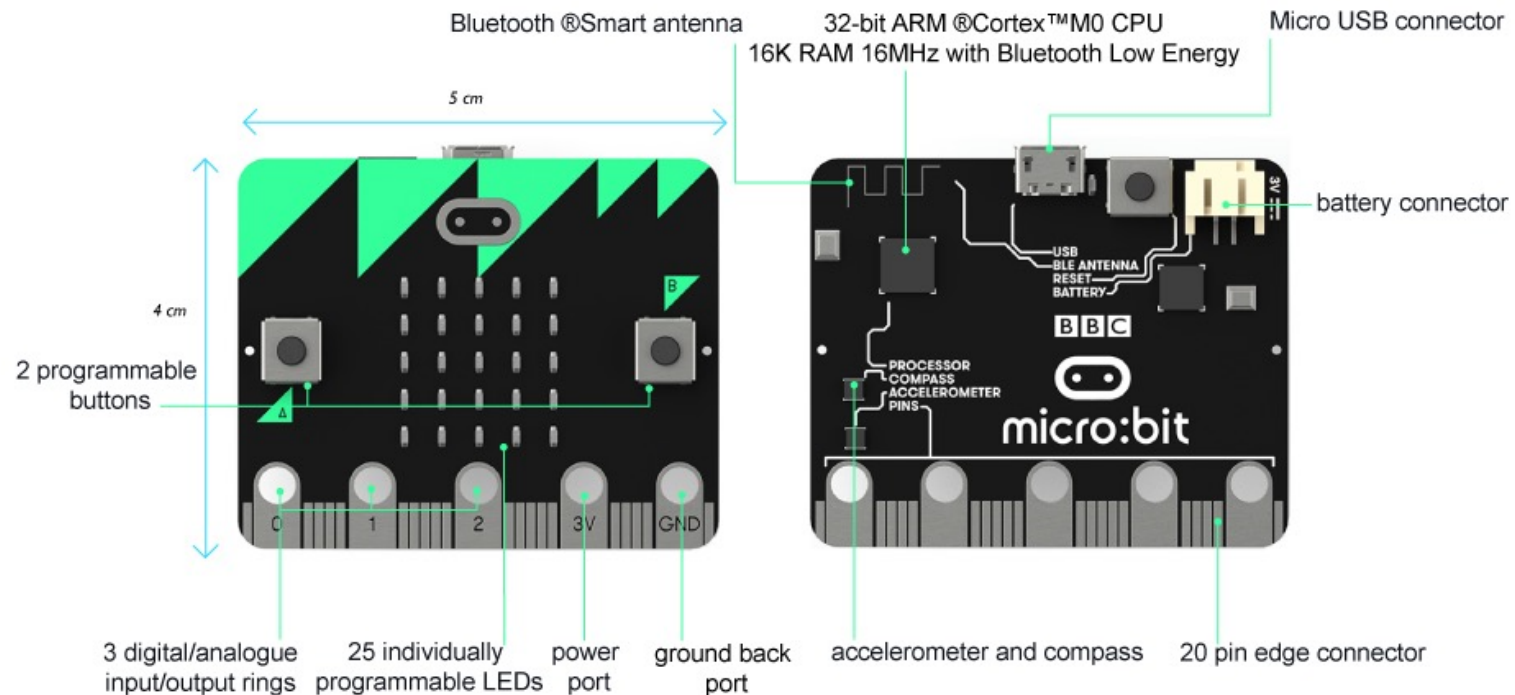 Bluetooth ®Smart antenna
32-bit ARM ®Cortex™M0 CPU
16K RAM 16MHz with Bluetooth Low Energy
Micro USB connector
5 cm
4 cm
2 programmable
buttons
B
A
0
1
2
3V
GND
3 digital/analogue
input/output rings
25 individually
programmable LEDs
power
port
ground back
port
battery connector
3V
USB
BLE ANTENNA
RESET
BATTERY
BBC
PROCESSOR
COMPASS
ACCELEROMETER
PINS
micro:bit
accelerometer and compass
20 pin edge connector